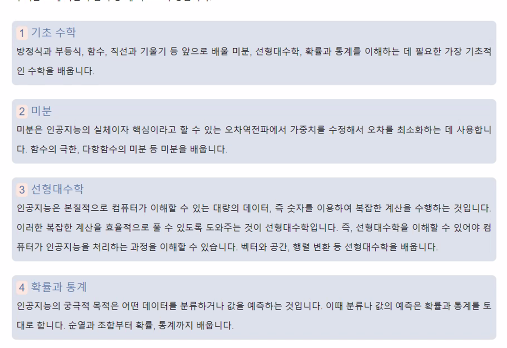 1 기초 수학
방정식과 부등식, 함수, 직선과 기울기 등 앞으로 배울 미분, 선형대수학, 확률과 통계를 이해하는 데 필요한 가장 기초적
인 수학을 배웁니다.
2 미분
미분은 인공지능의 실체이자 핵심이라고 할 수 있는 오차역전파에서 가중치를 수정해서 오차를 최소화하는 데 사용합니
다. 함수의 극한, 다항함수의 미분 등 미분을 배웁니다.
3 선형대수학
인공지능은 본질적으로 컴퓨터가 이해할 수 있는 대량의 데이터, 즉 숫자를 이용하여 복잡한 계산을 수행하는 것입니다.
이러한 복잡한 계산을 효율적으로 풀 수 있도록 도와주는 것이 선형대수학입니다. 즉, 선형대수학을 이해할 수 있어야 컴
퓨터가 인공지능을 처리하는 과정을 이해할 수 있습니다. 벡터와 공간, 행렬 변환 등 선형대수학을 배웁니다.
4 확률과 통계
인공지능의 궁극적 목적은 어떤 데이터를 분류하거나 값을 예측하는 것입니다. 이때 분류나 값의 예측은 확률과 통계를 토
대로 합니다. 순열과 조합부터 확률, 통계까지 배웁니다.